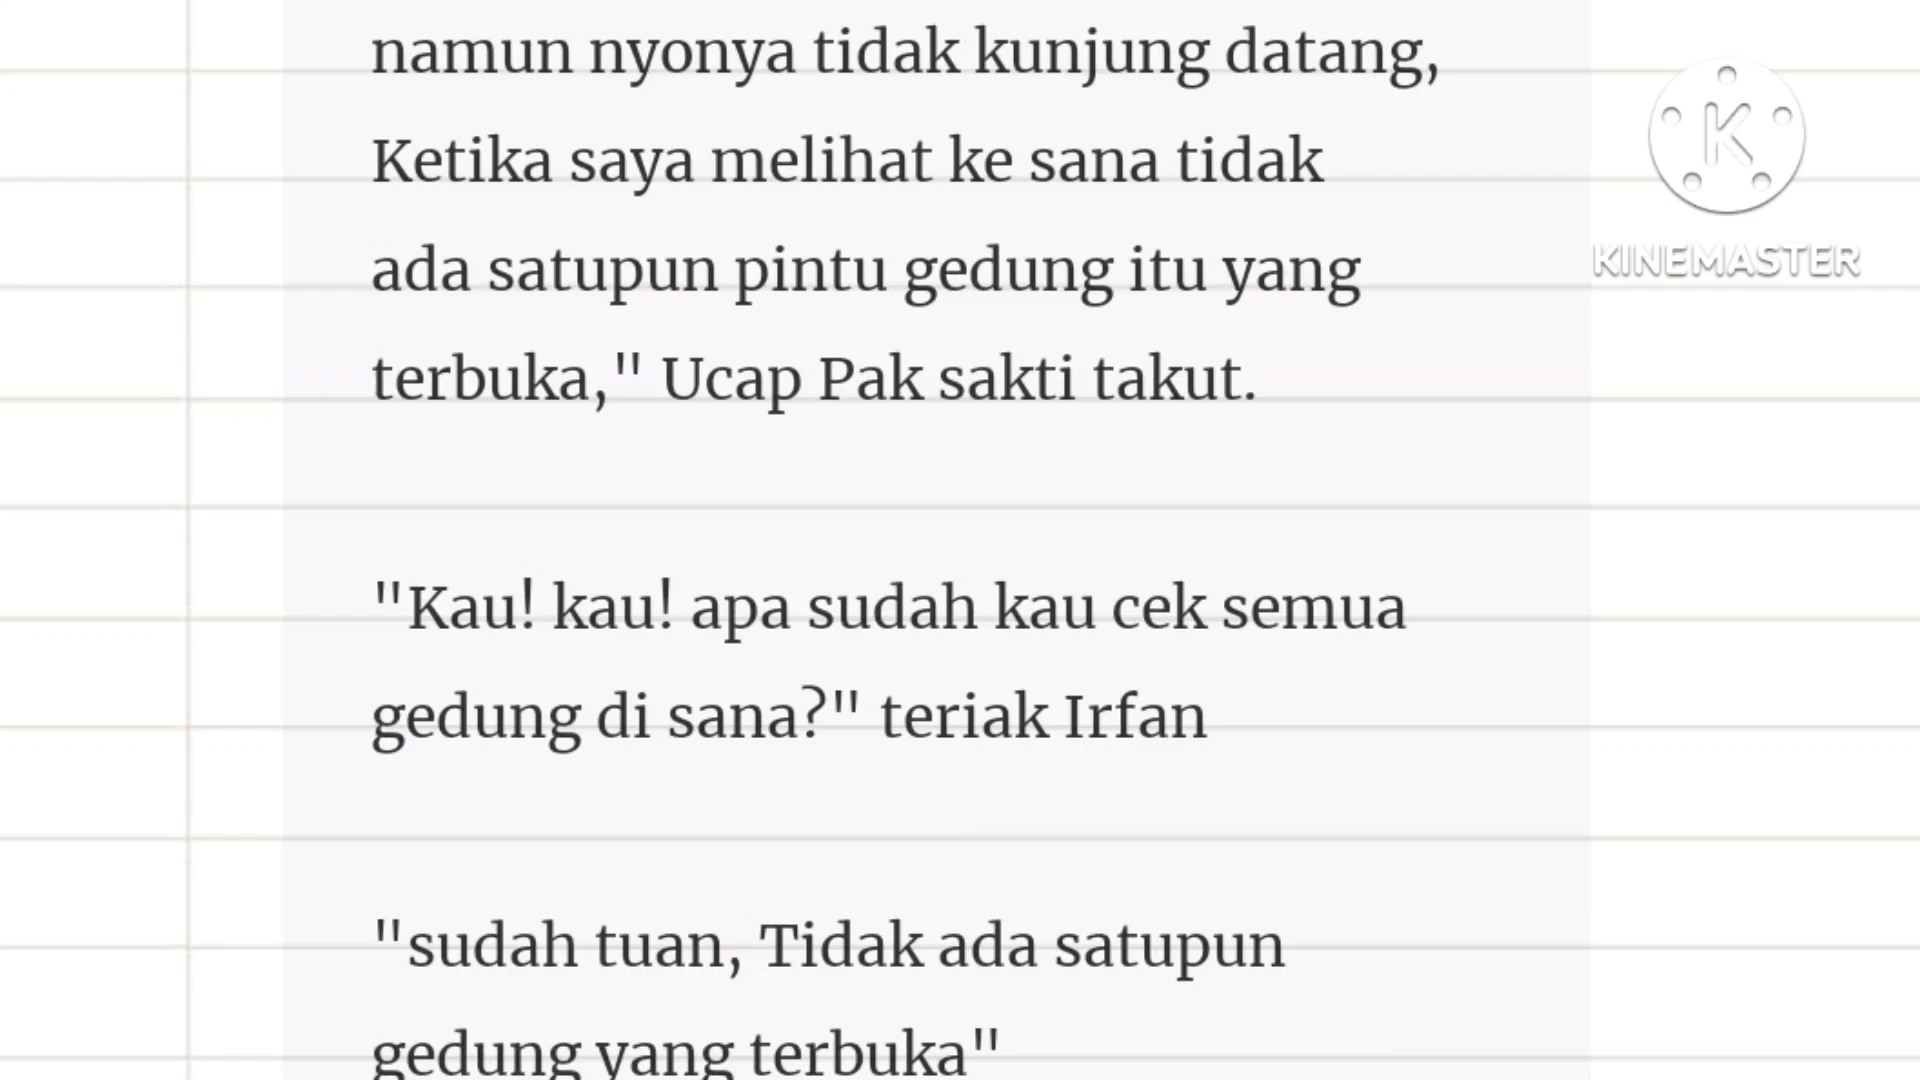 namun nyonya tidak kunjung datang,
Ketika saya melihat ke sana tidak
ada satupun pintu gedung itu yang
terbuka," Ucap Pak sakti takut.
"Kau! kau! apa sudah kau cek semua
gedung di sana?" teriak Irfan
"sudah tuan, Tidak ada satupun
gedung yang terbuka"
K
KINEMASTER